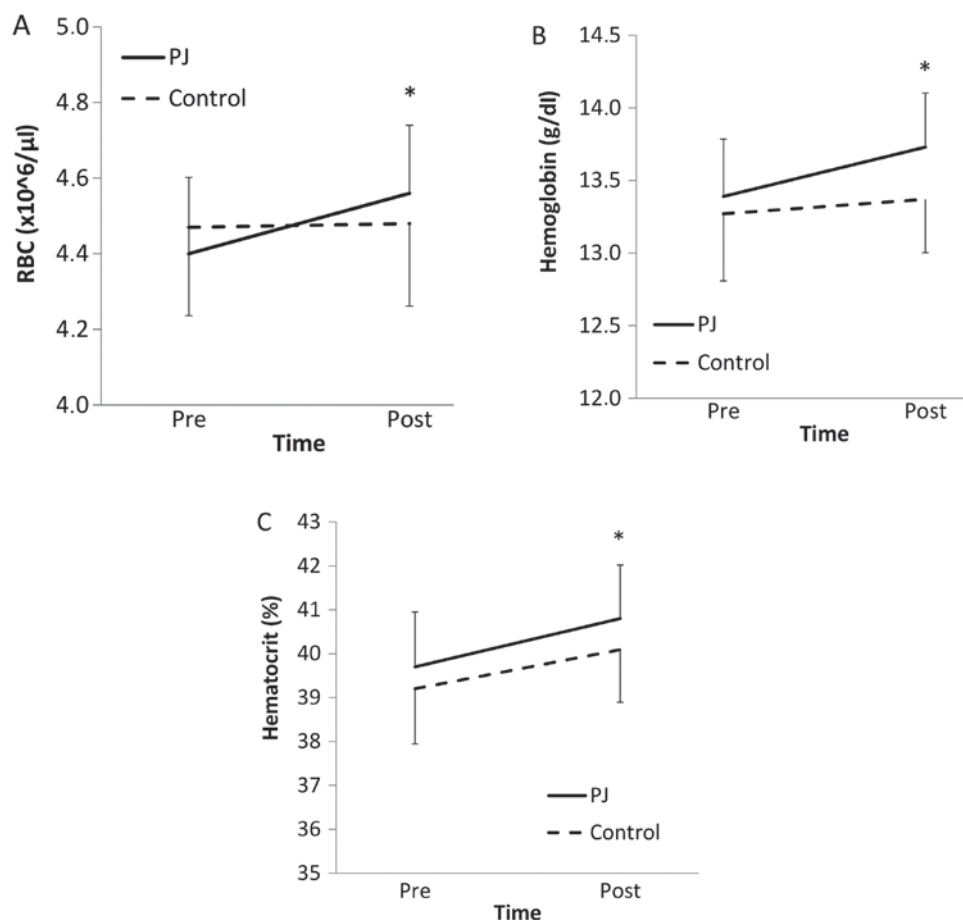 A
5.0
4.8
4.6
4.4
4.2
4.0
RBC (x10^6/µl)
PJ
Control
*
Pre
Post
Time
B
14.5
14.0
13.5
13.0
12.5
12.0
Hemoglobin (g/dl)
*
PJ
Control
Pre
Post
Time
C
43
42
41
40
39
38
37
36
35
Hematocrit (%)
*
PJ
Control
Pre
Post
Time